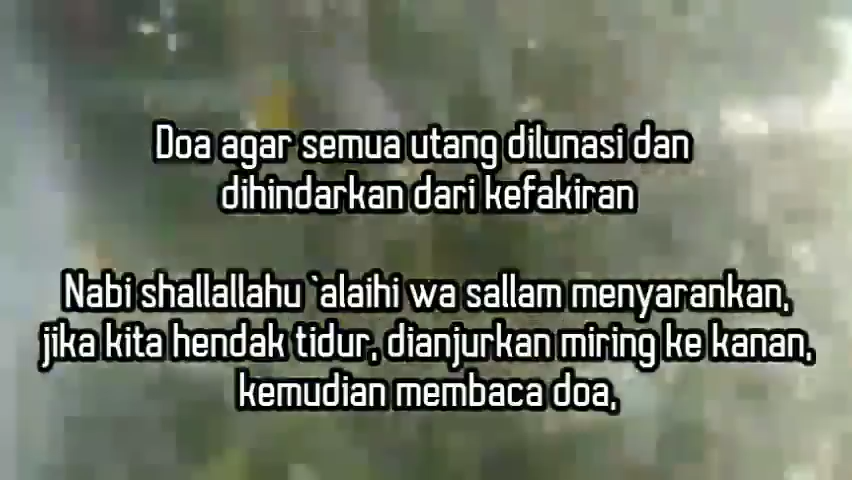 Doa agar semua utang dilunasi dan
dihindarkan dari kefakiran
Nabi shallallahu `alaihi wa sallam menyarankan,
jika kita hendak tidur, dianjurkan miring ke kanan,
kemudian membaca doa,